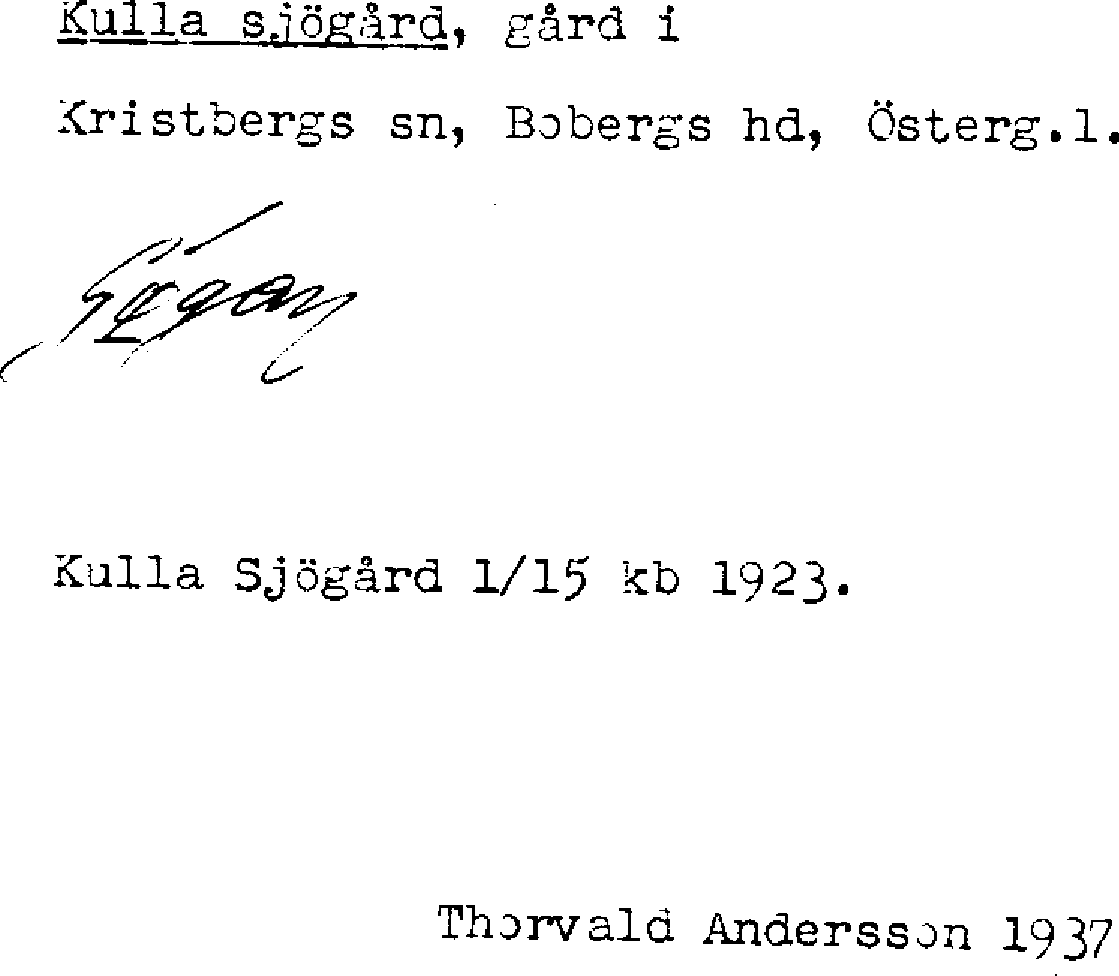 Kulla sjögård, gård i
Kristbergs sn, Bobergs hd, Österg.l.
Kulla Sjögård 1/15 kb 1923.
Thorvald Andersson 1937